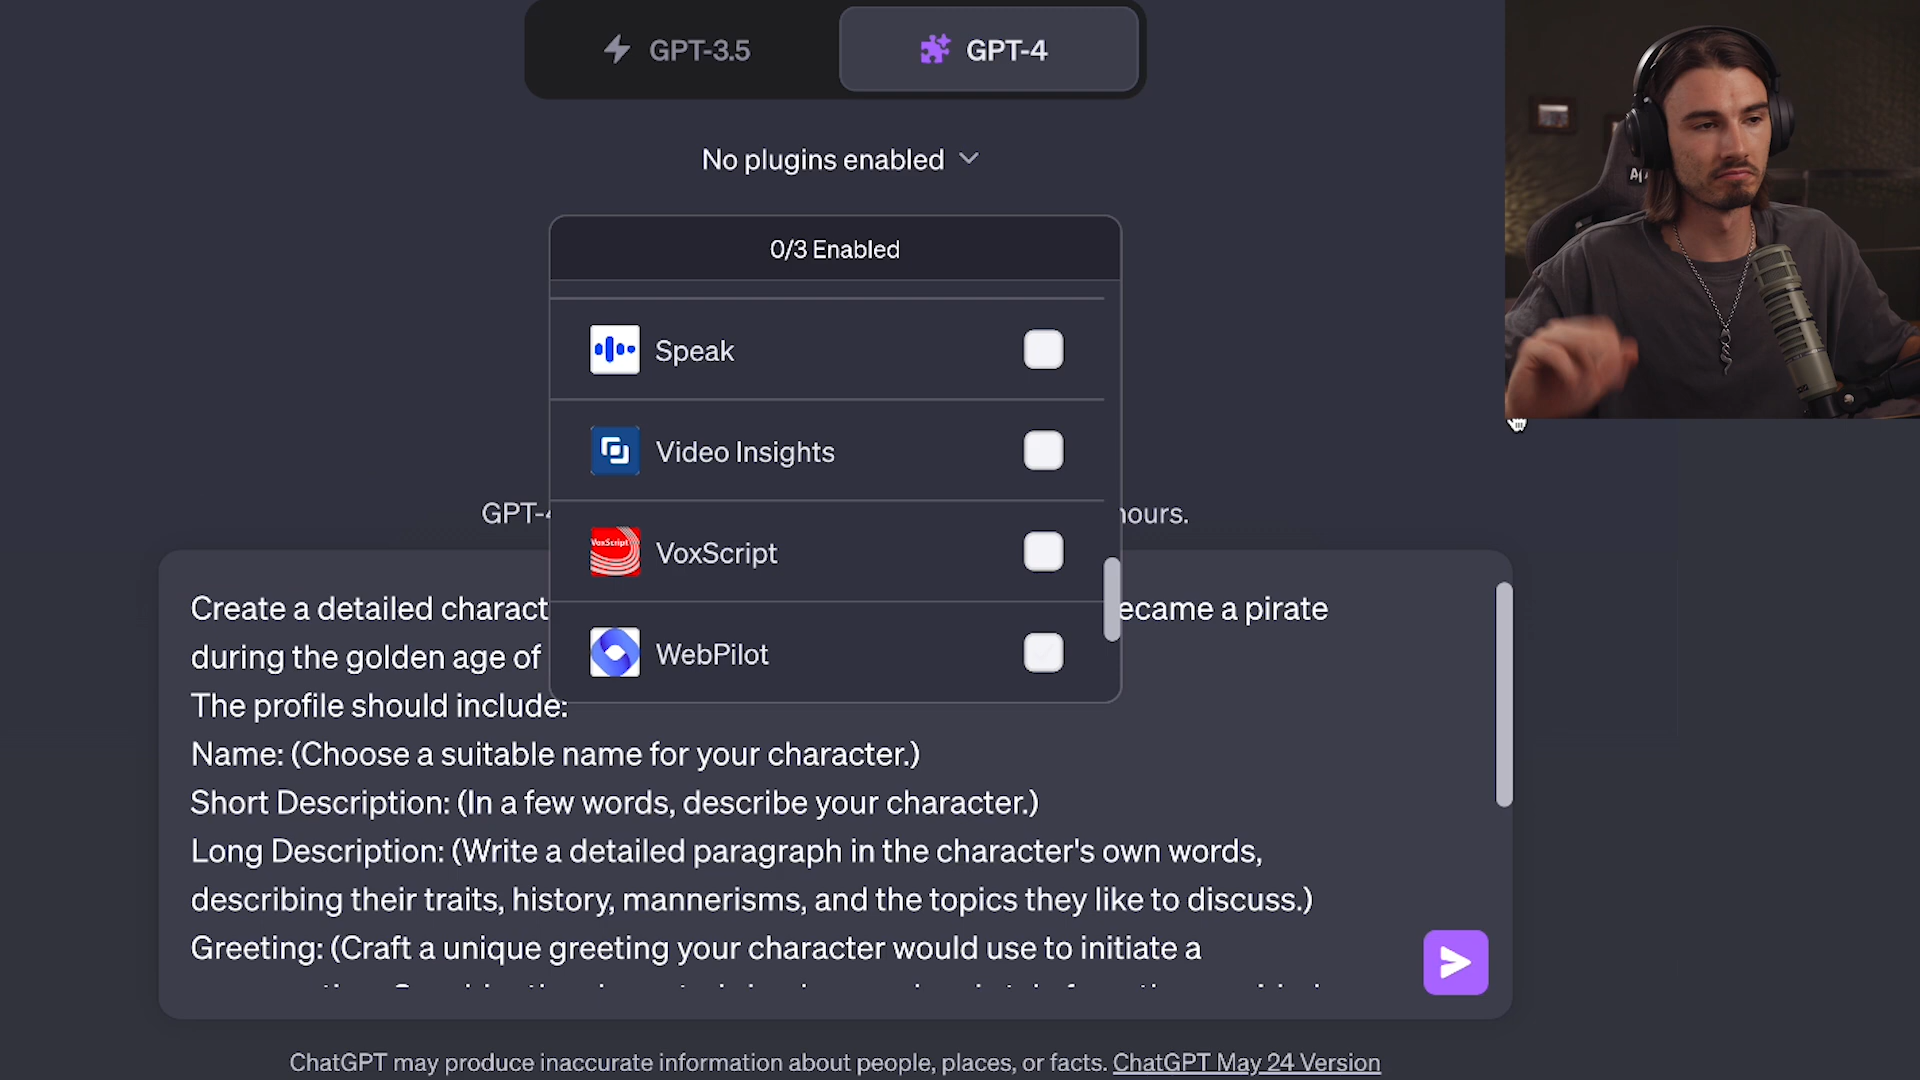 GPT-3.5
GPT-4
No plugins enabled
0/3 Enabled
Speak
Video Insights
VoxScript
VoxScript
WebPilot
GPT-4 hours.
Create a detailed charact ecame a pirate
during the golden age of
The profile should include:
Name: (Choose a suitable name for your character.)
Short Description: (In a few words, describe your character.)
Long Description: (Write a detailed paragraph in the character's own words,
describing their traits, history, mannerisms, and the topics they like to discuss.)
Greeting: (Craft a unique greeting your character would use to initiate a
ChatGPT may produce inaccurate information about people, places, or facts. ChatGPT May 24 Version